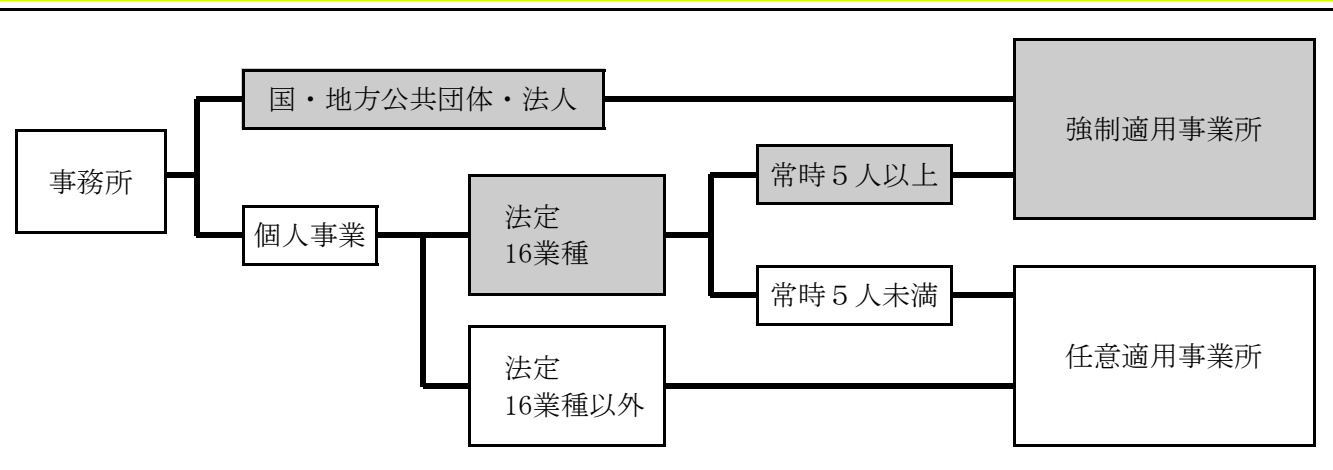 事務所
国・地方公共団体・法人
個人事業
法定
16業種
法定
16業種以外
常時５人以上
常時５人未満
強制適用事業所
任意適用事業所